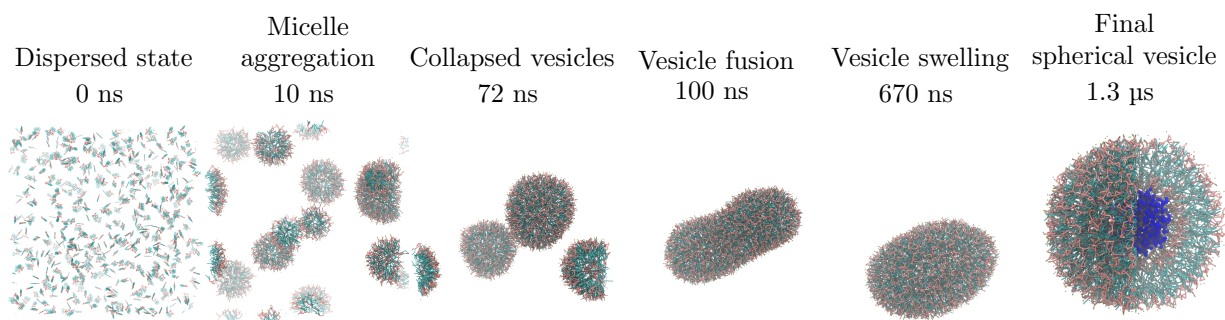 Dispersed state
0 ns
Micelle
aggregation
10 ns
Collapsed vesicles
72 ns
Vesicle fusion
100 ns
Vesicle swelling
670 ns
Final
spherical vesicle
1.3 µs